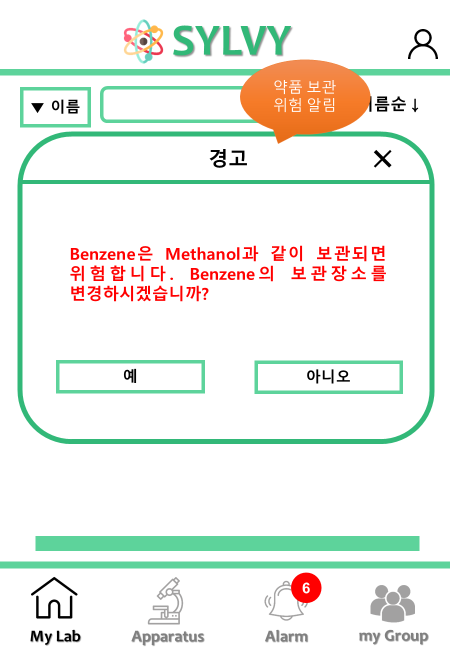 SYLVY
약품 보관
위험 알림
▼ 이름
이름순↓
경고
Benzene은 Methanol과 같이 보관되면
위험합니다. Benzene의 보관장소를
변경하시겠습니까?
예
아니오
6
My Lab
Apparatus
Alarm
my Group